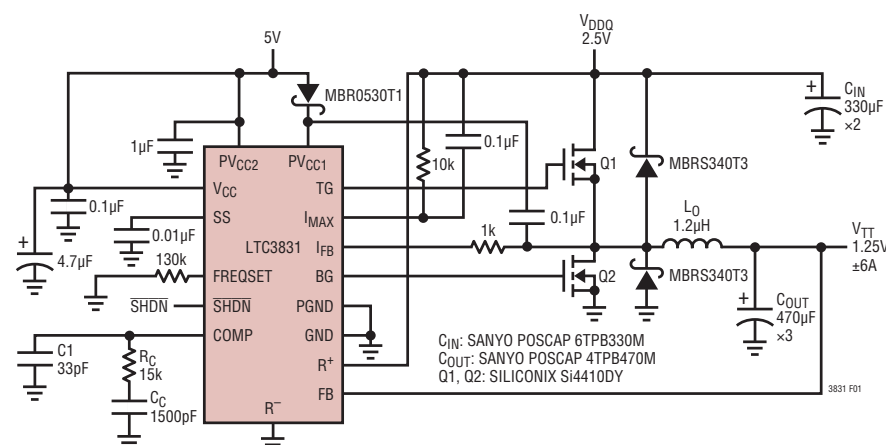 5V
V_DDQ
2.5V
MBR0530T1
+
C_IN
330µF
×2
1µF
0.1µF
10k
PV_CC2
PV_CC1
Q1
MBRS340T3
V_CC
TG
0.1µF
SS
I_MAX
0.1µF
L_O
1.2µH
V_TT
1.25V
±6A
0.01µF
LTC3831
I_FB
1k
+
4.7µF
130k
FREQSET
BG
Q2
MBRS340T3
SHDN
SHDN
PGND
+
C_OUT
470µF
×3
COMP
GND
C1
33pF
R_C
15k
R+
C_IN: SANYO POSCAP 6TPB330M
C_OUT: SANYO POSCAP 4TPB470M
Q1, Q2: SILICONIX Si4410DY
C_C
1500pF
FB
3831 F01
R−